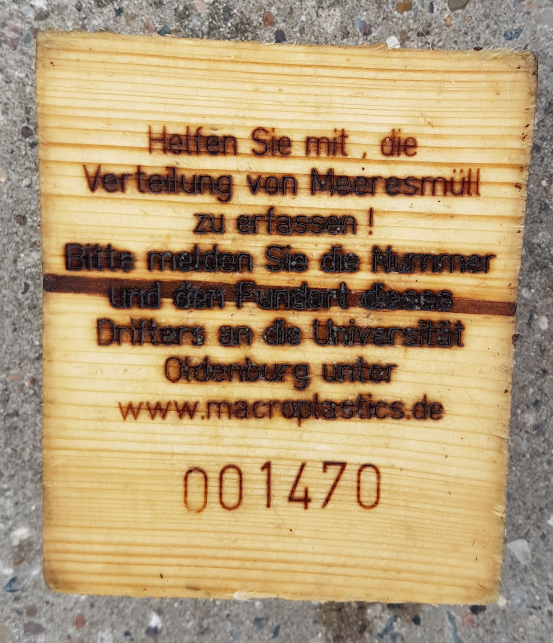 Helfen Sie mit, die
Verteilung von Meeresmüll
zu erfassen!
Bitte melden Sie die Nummer
und den Fundort dieses
Drifters an die Universität
Oldenburg unter
www.macroplastics.de
001470